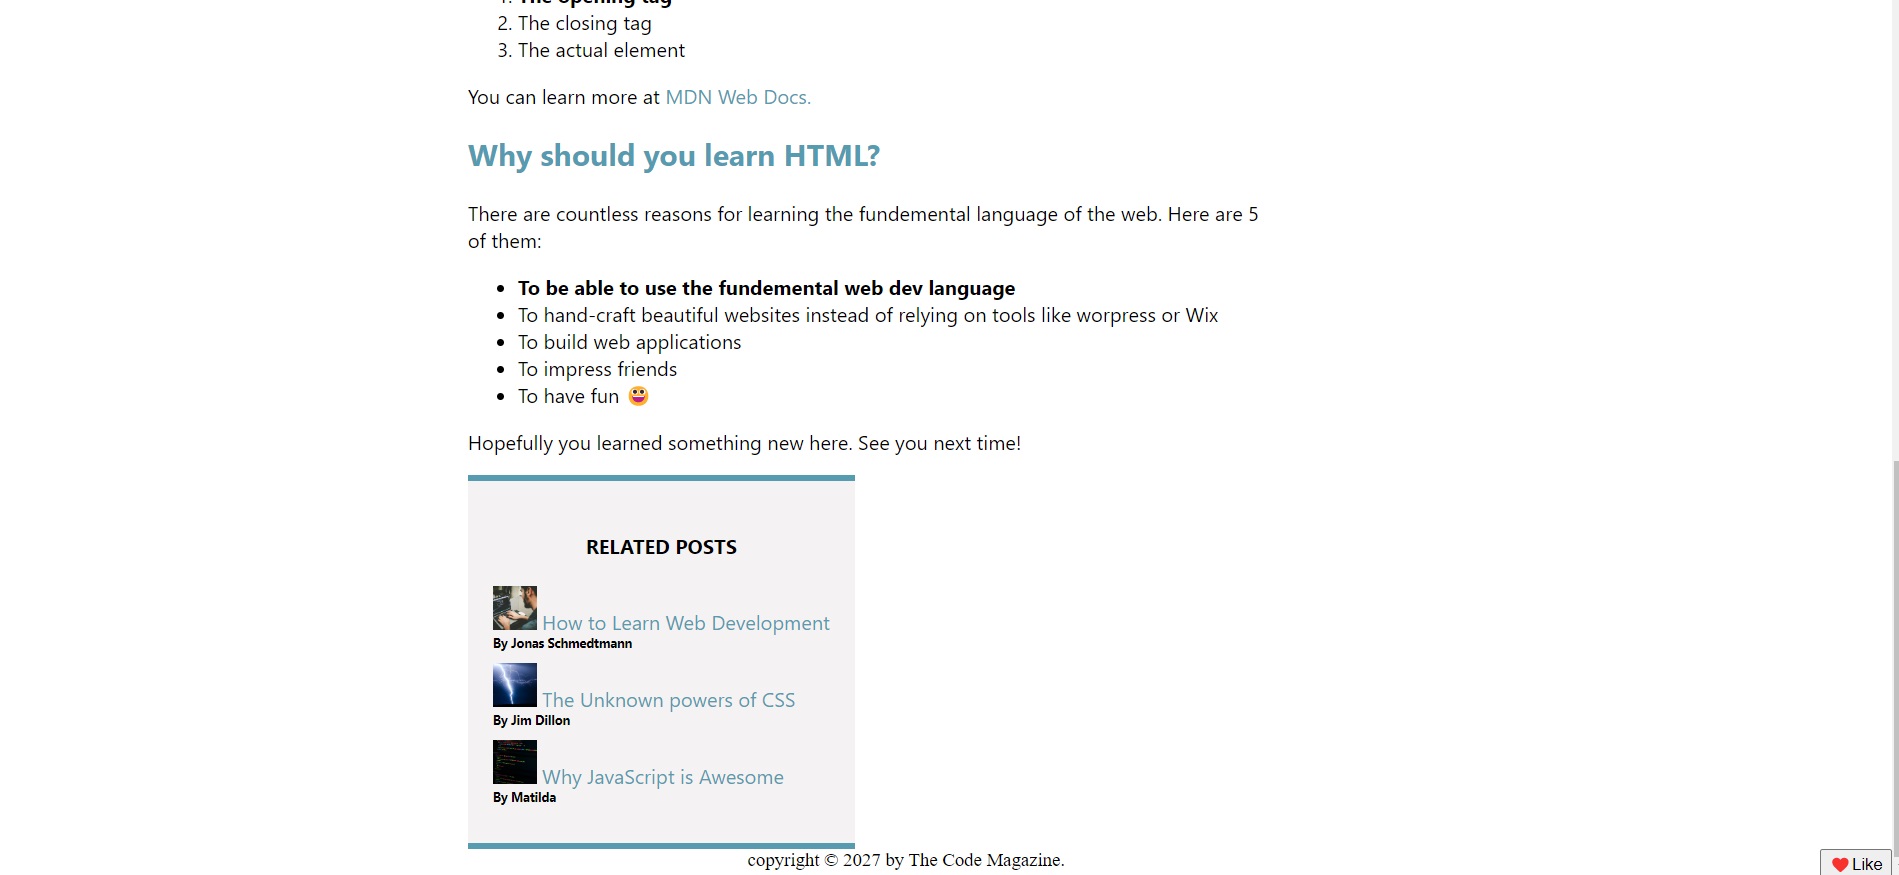 1. The opening tag
2. The closing tag
3. The actual element
You can learn more at MDN Web Docs.
Why should you learn HTML?
There are countless reasons for learning the fundemental language of the web. Here are 5
of them:
• To be able to use the fundemental web dev language
• To hand-craft beautiful websites instead of relying on tools like worpress or Wix
• To build web applications
• To impress friends
• To have fun 😀
Hopefully you learned something new here. See you next time!
RELATED POSTS
How to Learn Web Development
By Jonas Schmedtmann
The Unknown powers of CSS
By Jim Dillon
Why JavaScript is Awesome
By Matilda
copyright © 2027 by The Code Magazine.
❤️Like